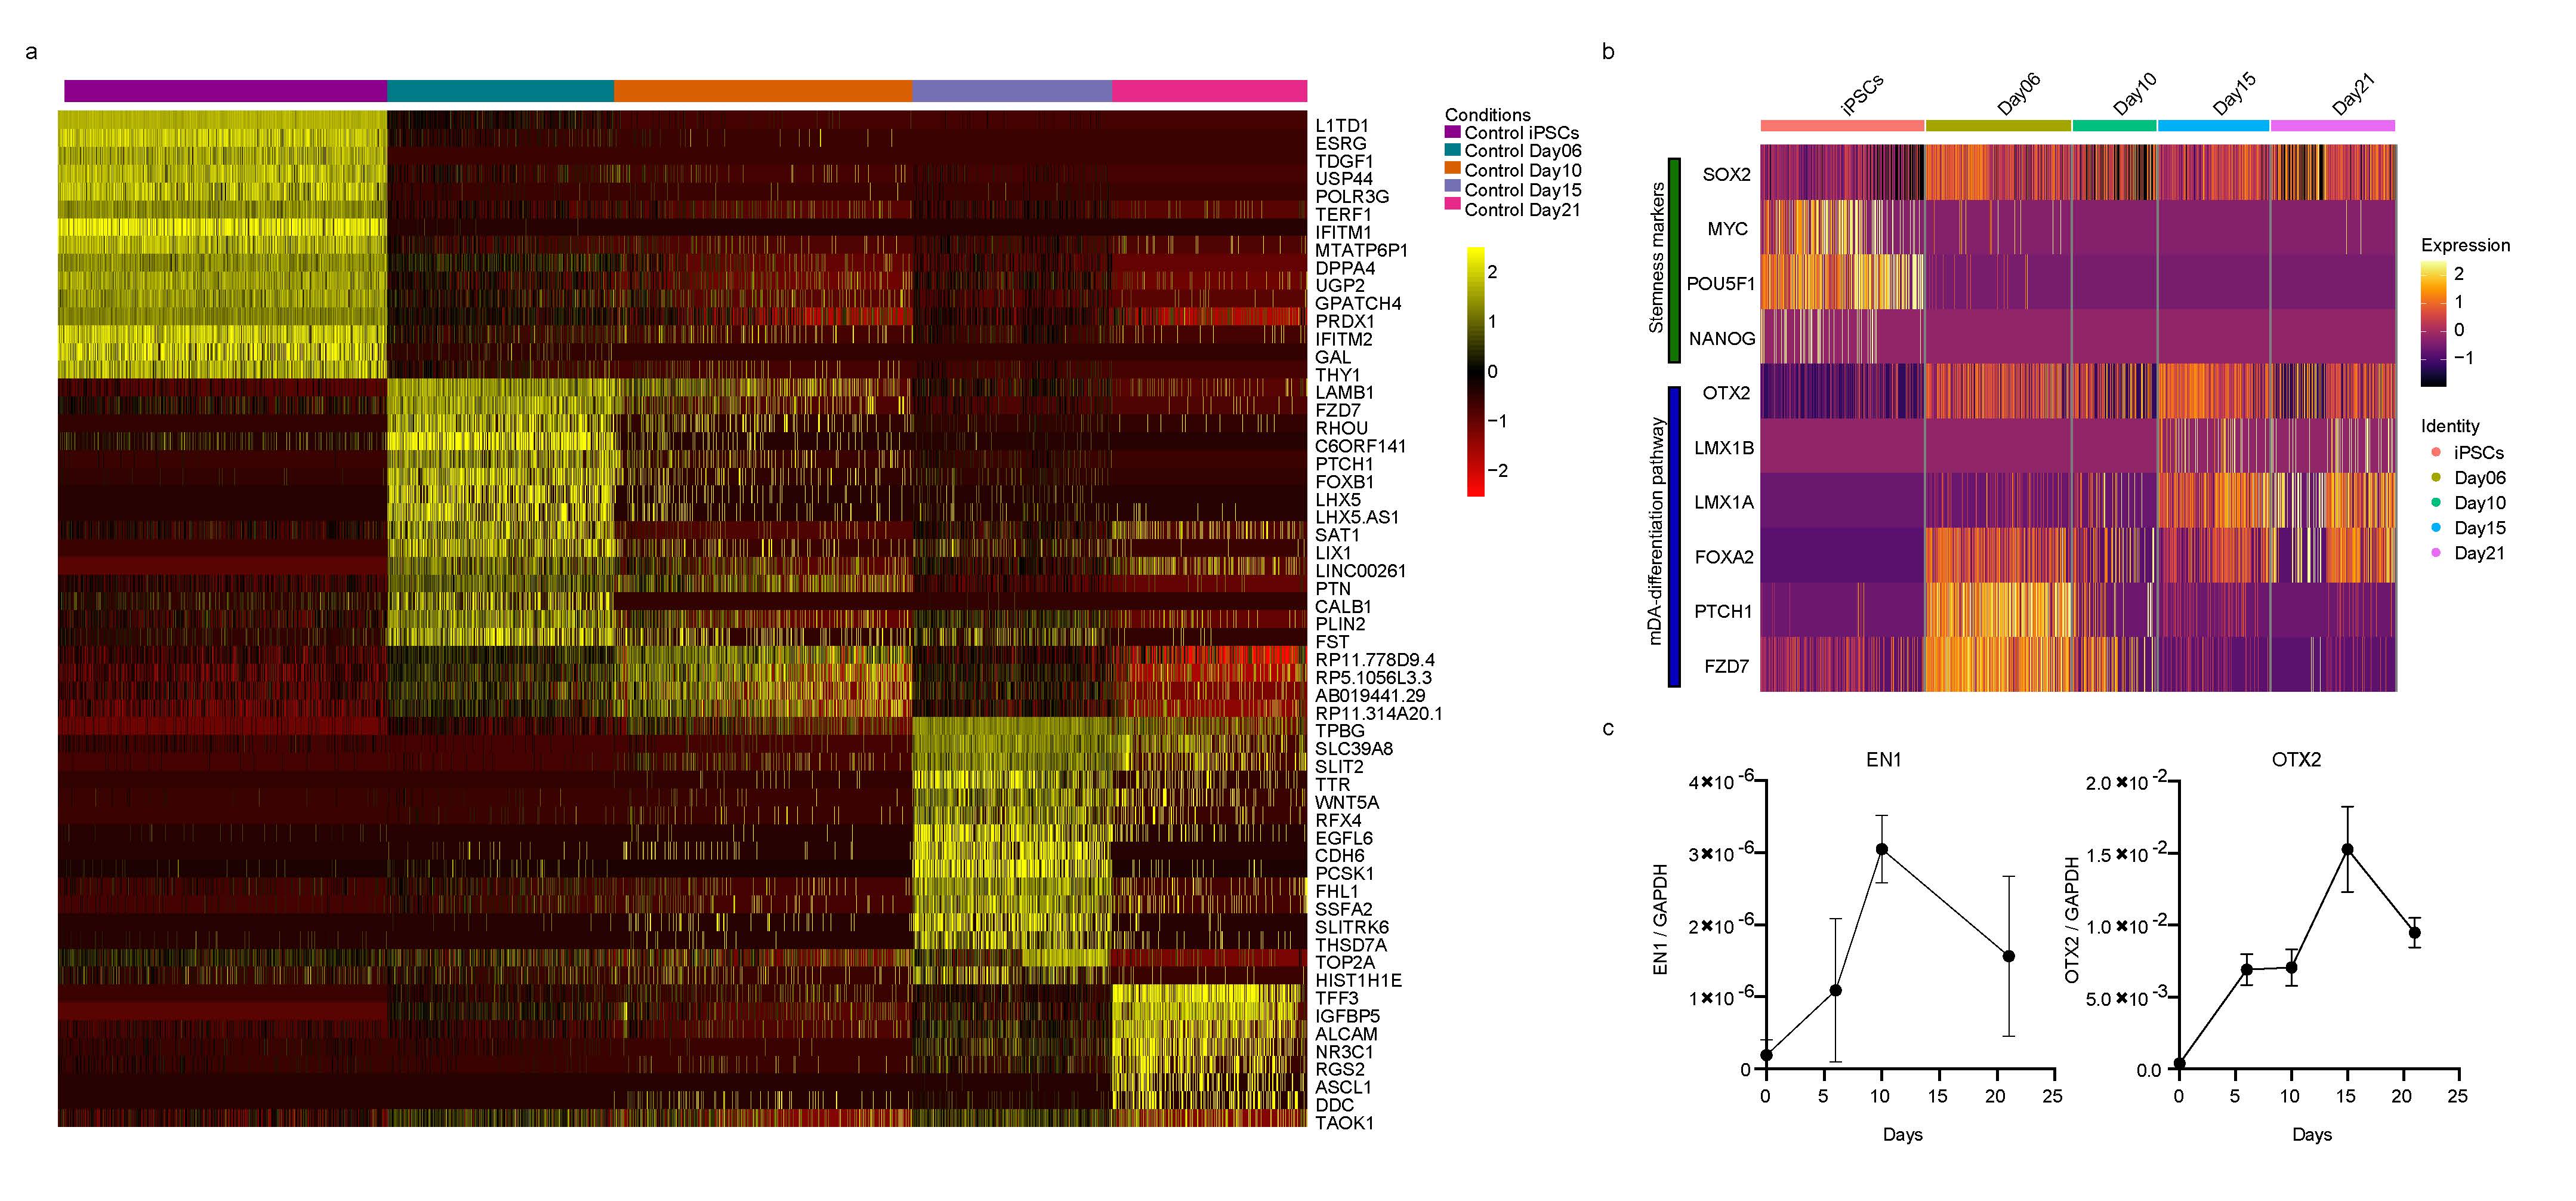 a
Conditions
Control iPSCs
Control Day06
Control Day10
Control Day15
Control Day21
2
1
0
−1
−2
L1TD1
ESRG
TDGF1
USP44
POLR3G
TERF1
IFITM1
MTATP6P1
DPPA4
UGP2
GPATCH4
PRDX1
IFITM2
GAL
THY1
LAMB1
FZD7
RHOU
C6ORF141
PTCH1
FOXB1
LHX5
LHX5.AS1
SAT1
LIX1
LINC00261
PTN
CALB1
PLIN2
FST
RP11.778D9.4
RP5.1056L3.3
AB019441.29
RP11.314A20.1
TPBG
SLC39A8
SLIT2
TTR
WNT5A
RFX4
EGFL6
CDH6
PCSK1
FHL1
SSFA2
SLITRK6
THSD7A
TOP2A
HIST1H1E
TFF3
IGFBP5
ALCAM
NR3C1
RGS2
ASCL1
DDC
TAOK1
b
iPSCs Day06 Day10 Day15 Day21
Stemness markers
SOX2
MYC
POU5F1
NANOG
mDA-differentiation pathway
OTX2
LMX1B
LMX1A
FOXA2
PTCH1
FZD7
Expression
2
1
0
−1
Identity
iPSCs
Day06
Day10
Day15
Day21
c
EN1
EN1 / GAPDH
4✖10 -6
3✖10 -6
2✖10 -6
1✖10 -6
0
0 5 10 15 20 25
Days
OTX2
OTX2 / GAPDH
2.0 ✖10 -2
1.5 ✖10 -2
1.0 ✖10 -2
5.0 ✖10 -3
0.0
0 5 10 15 20 25
Days